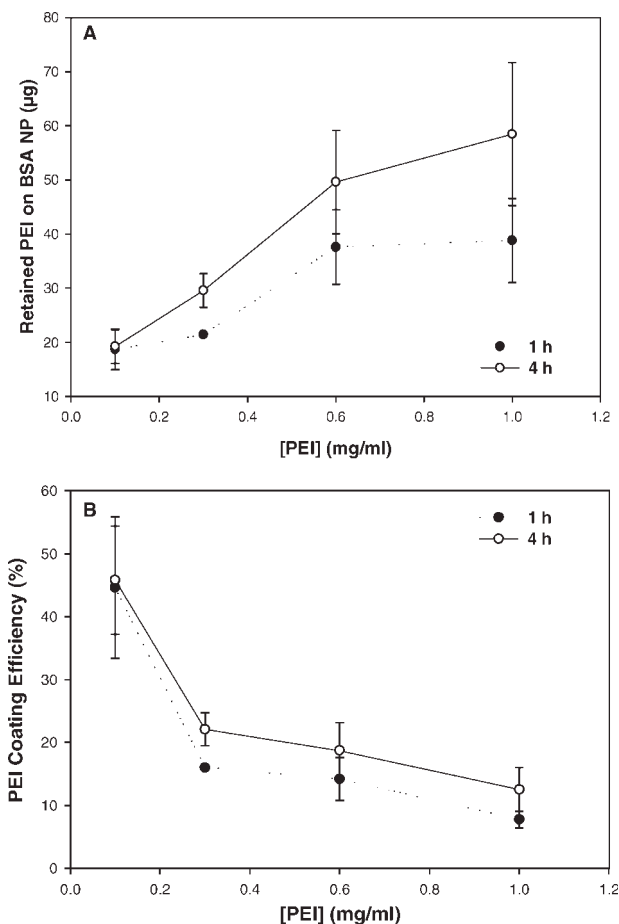 A
Retained PEI on BSA NP (µg)
80
70
60
50
40
30
20
10
1 h
4 h
0.0 0.2 0.4 0.6 0.8 1.0 1.2
[PEI] (mg/ml)
B
PEI Coating Efficiency (%)
60
50
40
30
20
10
0
1 h
4 h
0.0 0.2 0.4 0.6 0.8 1.0 1.2
[PEI] (mg/ml)